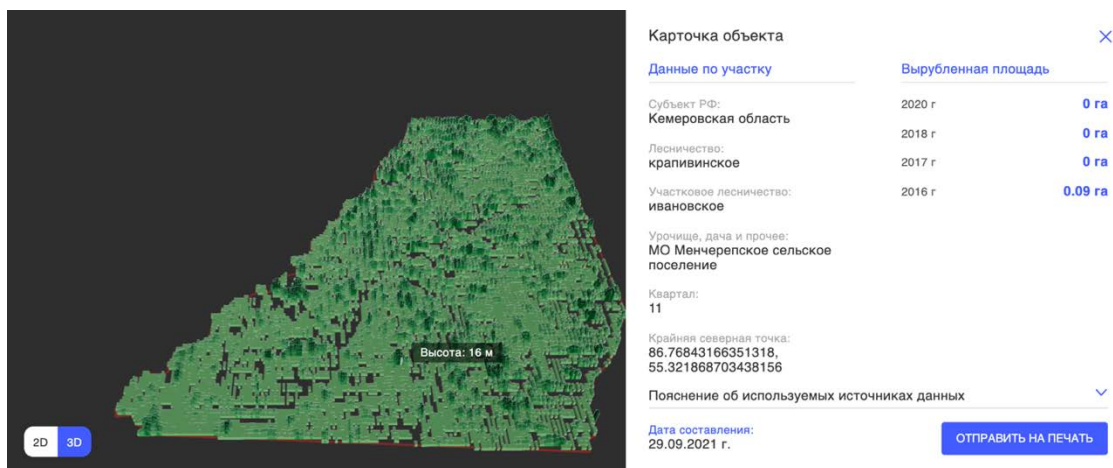 Высота: 16 м
2D 3D
Карточка объекта
Данные по участку
Субъект РФ:
Кемеровская область
Лесничество:
крапивинское
Участковое лесничество:
ивановское
Урочище, дача и прочее:
МО Менчерепское сельское
поселение
Квартал:
11
Крайняя северная точка:
86.76843166351318,
55.321868703438156
Вырубленная площадь
2020 г 0 га
2018 г 0 га
2017 г 0 га
2016 г 0.09 га
Пояснение об используемых источниках данных
Дата составления:
29.09.2021 г.
ОТПРАВИТЬ НА ПЕЧАТЬ